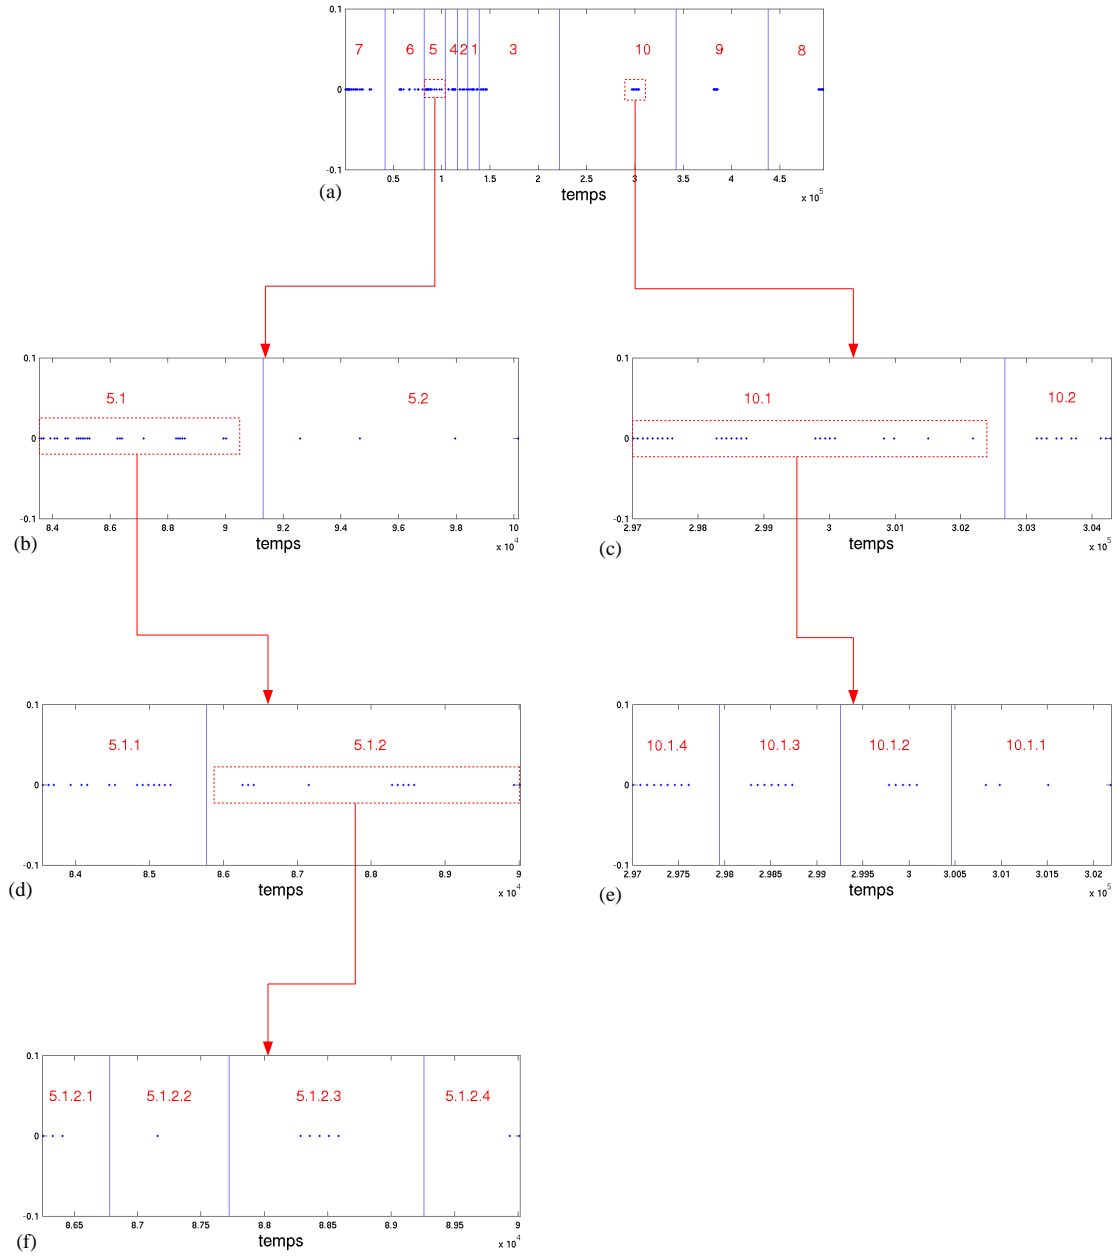 0.1
7 6 5 4 2 1 3 10 9 8
0
-0.1
0.5 1 1.5 2 2.5 3 3.5 4 4.5
(a) temps x 10^5
0.1
5.1 5.2
0
-0.1
8.4 8.6 8.8 9 9.2 9.4 9.6 9.8 10
(b) temps x 10^4
0.1
10.1 10.2
0
-0.1
2.97 2.98 2.99 3 3.01 3.02 3.03 3.04
(c) temps x 10^5
0.1
5.1.1 5.1.2
0
-0.1
8.4 8.5 8.6 8.7 8.8 8.9 9
(d) temps x 10^4
0.1
10.1.4 10.1.3 10.1.2 10.1.1
0
-0.1
2.97 2.975 2.98 2.985 2.99 2.995 3 3.005 3.01 3.015 3.02
(e) temps x 10^5
0.1
5.1.2.1 5.1.2.2 5.1.2.3 5.1.2.4
0
-0.1
8.65 8.7 8.75 8.8 8.85 8.9 8.95 9
(f) temps x 10^4